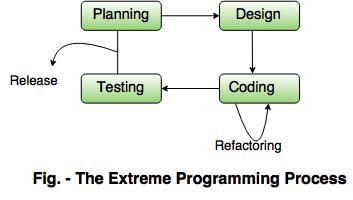 Planning
Design
Release
Testing
Coding
Refactoring
Fig. - The Extreme Programming Process